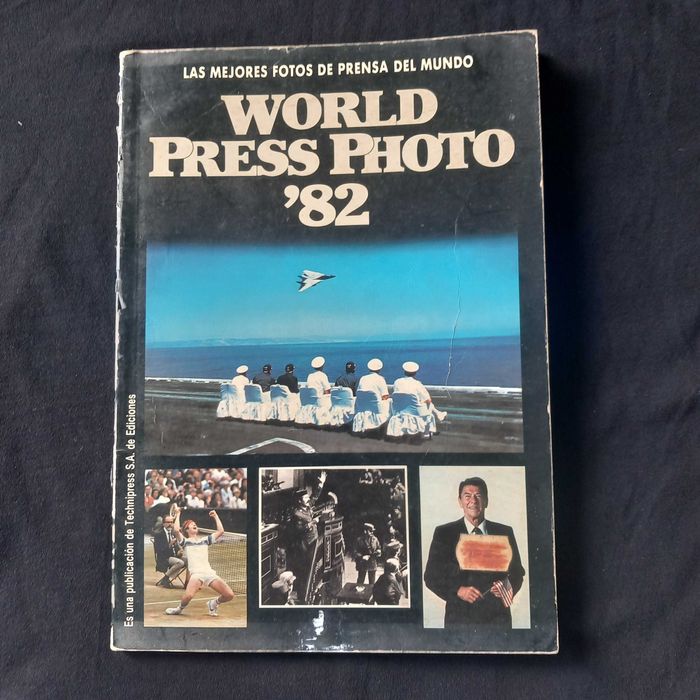 LAS MEJORES FOTOS DE PRENSA DEL MUNDO
WORLD
PRESS PHOTO
'82
Es una publicación de Technipress S.A. de Ediciones